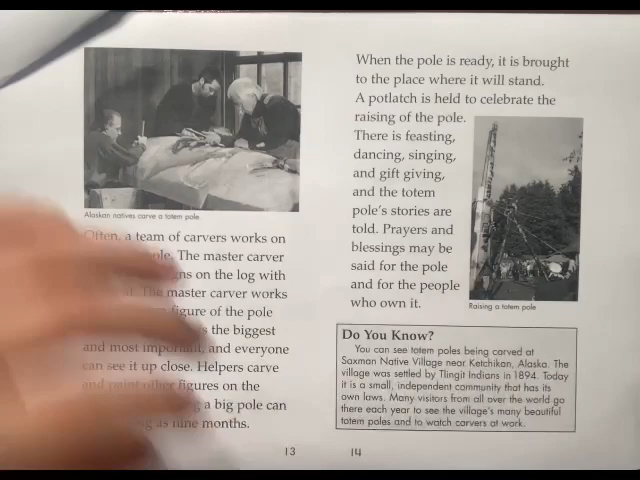 Alaskan natives carve a totem pole
Often, a team of carvers works on
The master carver
on the log with
The master carver works
figure of the pole
the biggest
and most important, and everyone
can see it up close. Helpers carve
and paint other figures on the
a big pole can
as nine months.
13
When the pole is ready, it is brought
to the place where it will stand.
A potlatch is held to celebrate the
raising of the pole.
There is feasting,
dancing, singing,
and gift giving,
and the totem
pole's stories are
told. Prayers and
blessings may be
said for the pole
and for the people
who own it.
Raising a totem pole
Do You Know?
You can see totem poles being carved at
Saxman Native Village near Ketchikan, Alaska. The
village was settled by Tlingit Indians in 1894. Today
it is a small, independent community that has its
own laws. Many visitors from all over the world go
there each year to see the village's many beautiful
totem poles and to watch carvers at work.
14